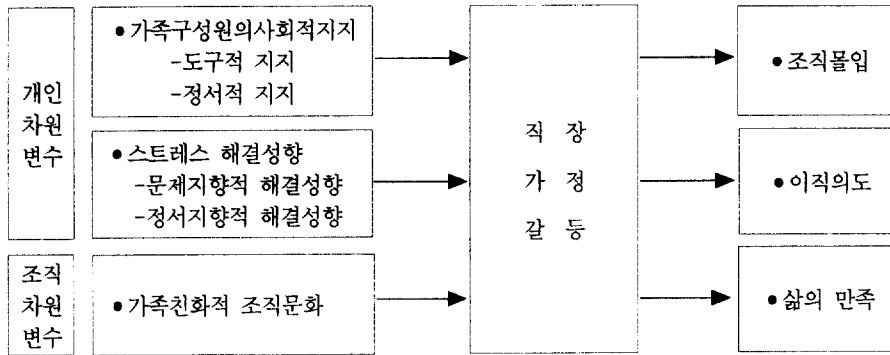 개인
차원
변수
● 가족구성원의사회적지지
-도구적 지지
-정서적 지지
● 스트레스 해결성향
-문제지향적 해결성향
-정서지향적 해결성향
조직
차원
변수
● 가족친화적 조직문화
직 장
가 정
갈 등
● 조직몰입
● 이직의도
● 삶의 만족